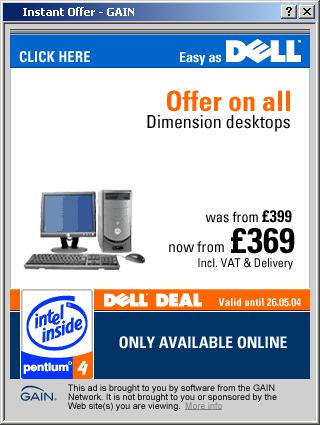 Instant Offer - GAIN
CLICK HERE
Easy as DELL™
Offer on all
Dimension desktops
was from £399
now from £369
Incl. VAT & Delivery
DELL DEAL Valid until 26.05.04
intel
inside
pentium 4
ONLY AVAILABLE ONLINE
GAIN
This ad is brought to you by software from the GAIN
Network. It is not brought to you or sponsored by the
Web site(s) you are viewing. More info